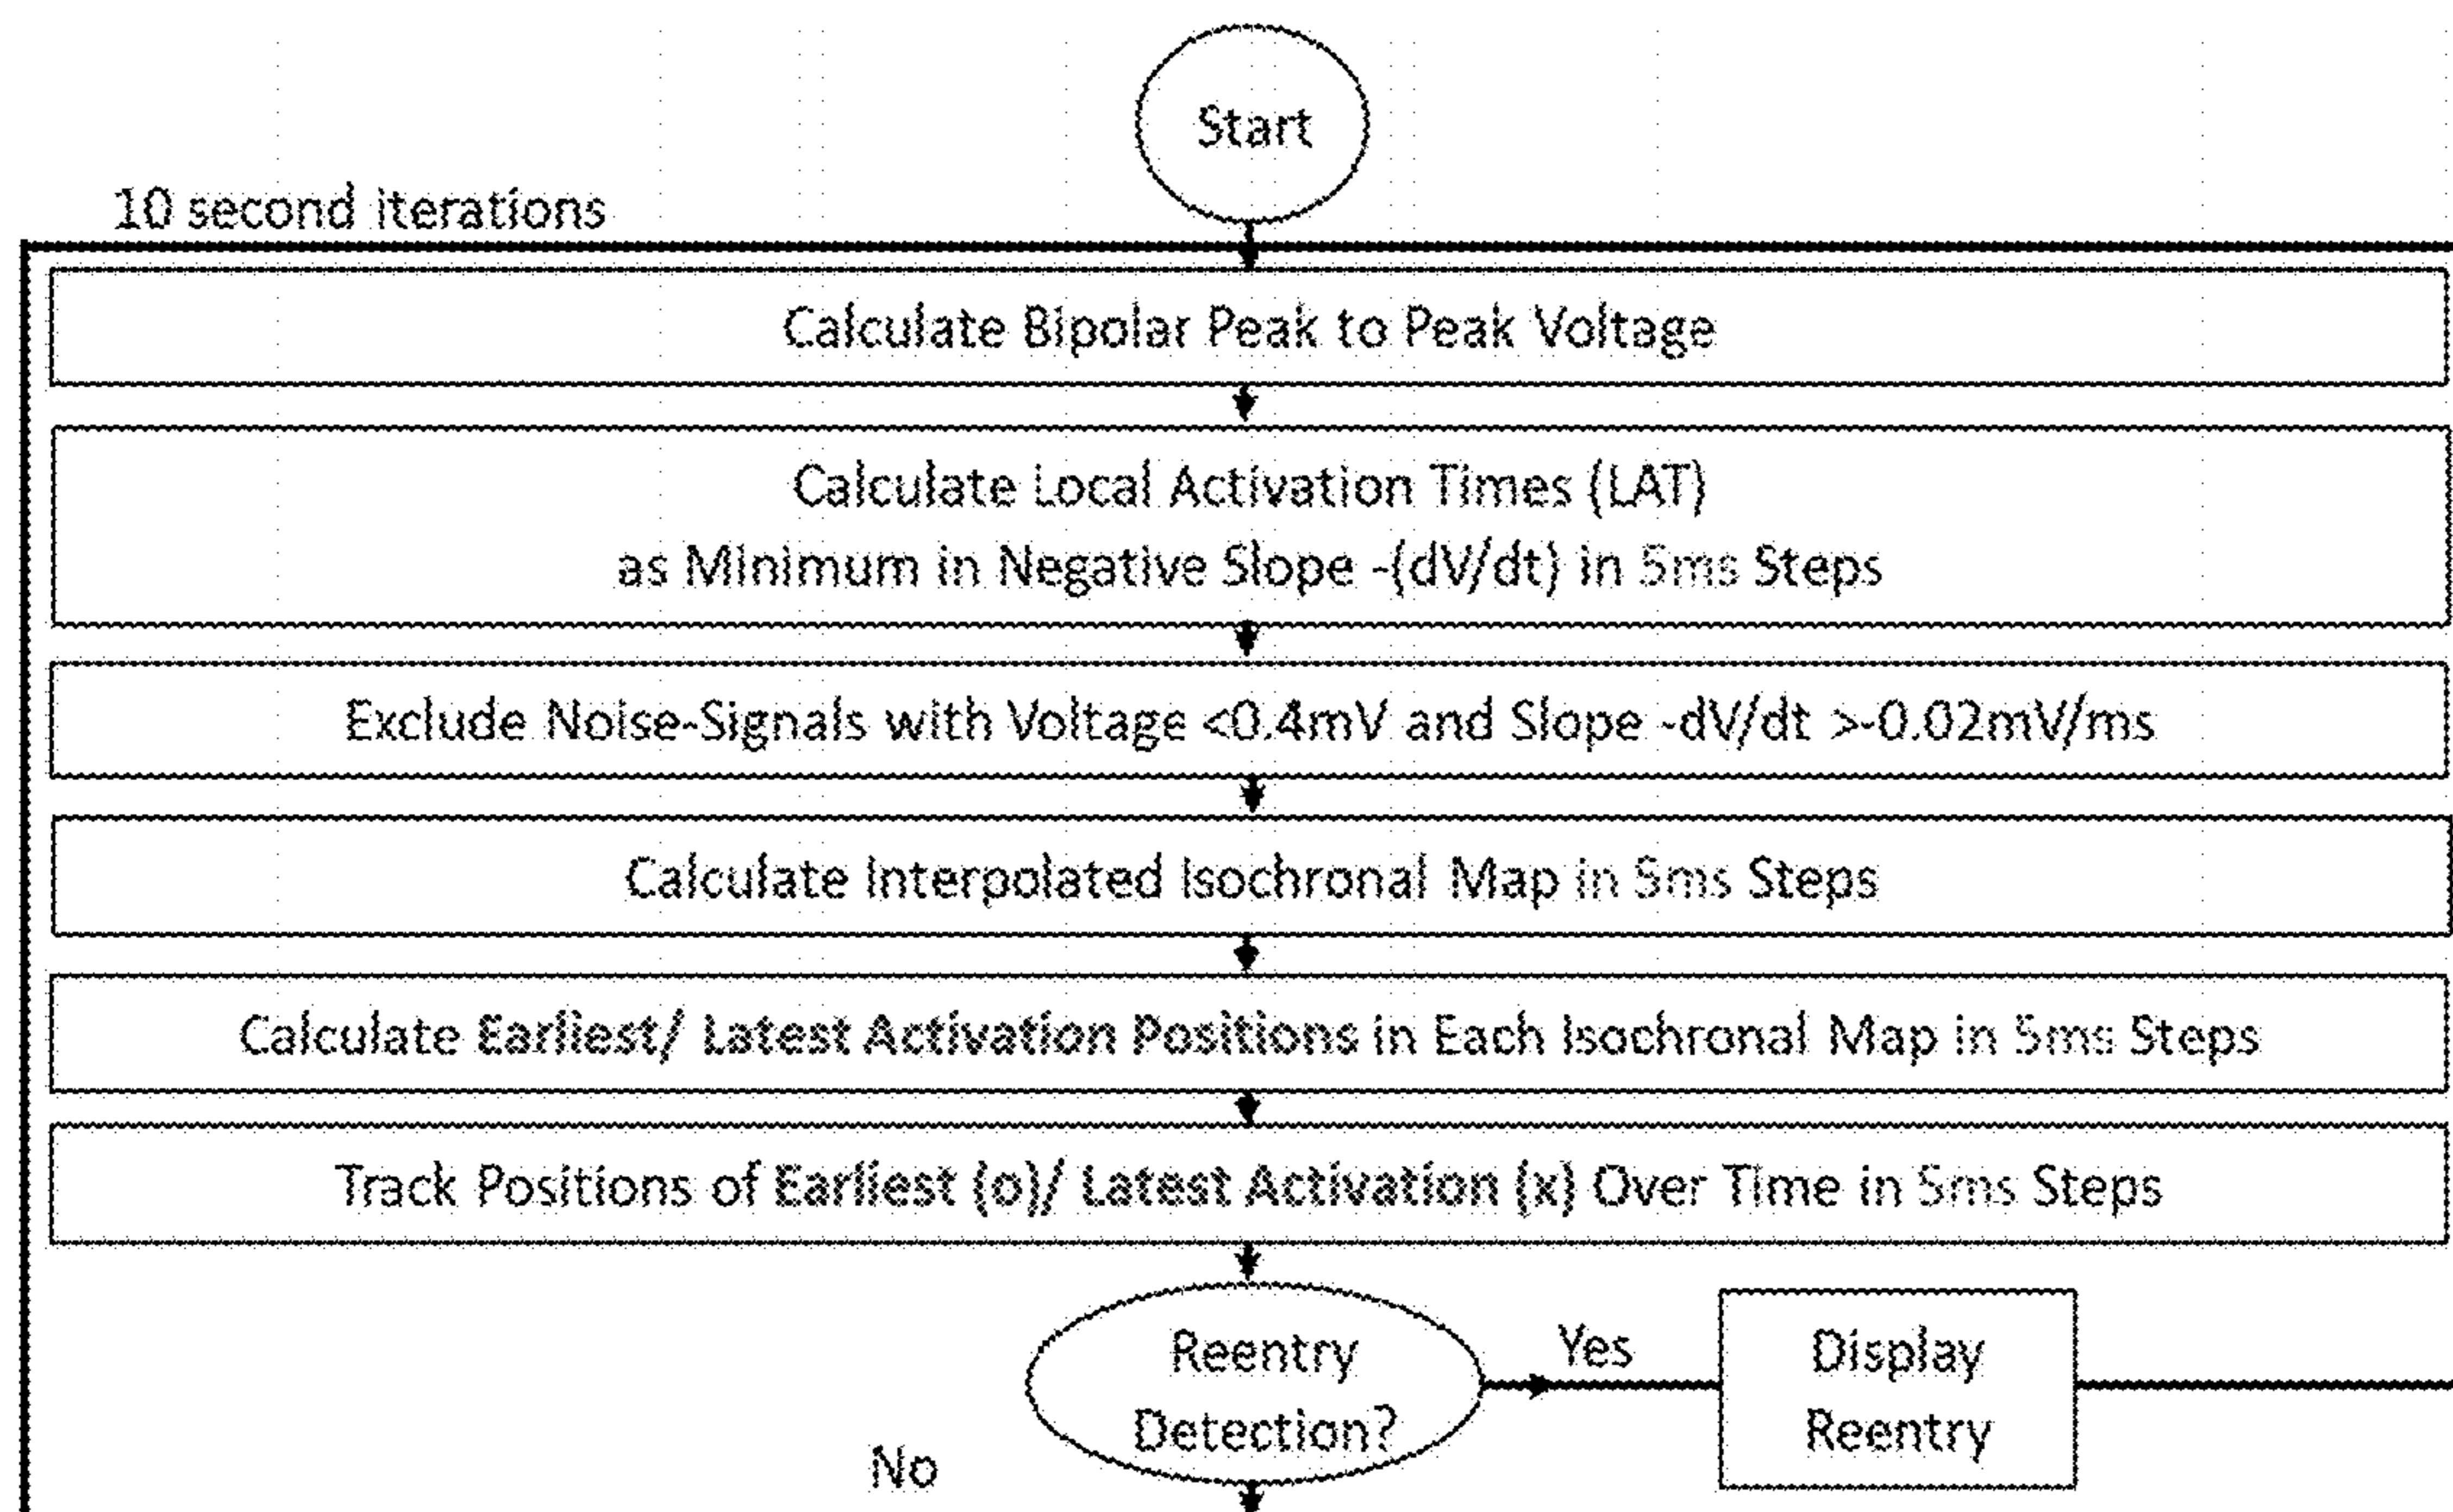 Start
10 second iterations
Calculate Bipolar Peak to Peak Voltage
Calculate Local Activation Times (LAT)
as Minimum in Negative Slope -(dV/dt) in 5ms Steps
Exclude Noise-Signals with Voltage <0.4mV and Slope -dV/dt >-0.02mV/ms
Calculate Interpolated Isochronal Map in 5ms Steps
Calculate Earliest/ Latest Activation Positions in Each Isochronal Map in 5ms Steps
Track Positions of Earliest (o)/ Latest Activation (x) Over Time in 5ms Steps
Reentry
Detection?
Yes
Display
Reentry
No